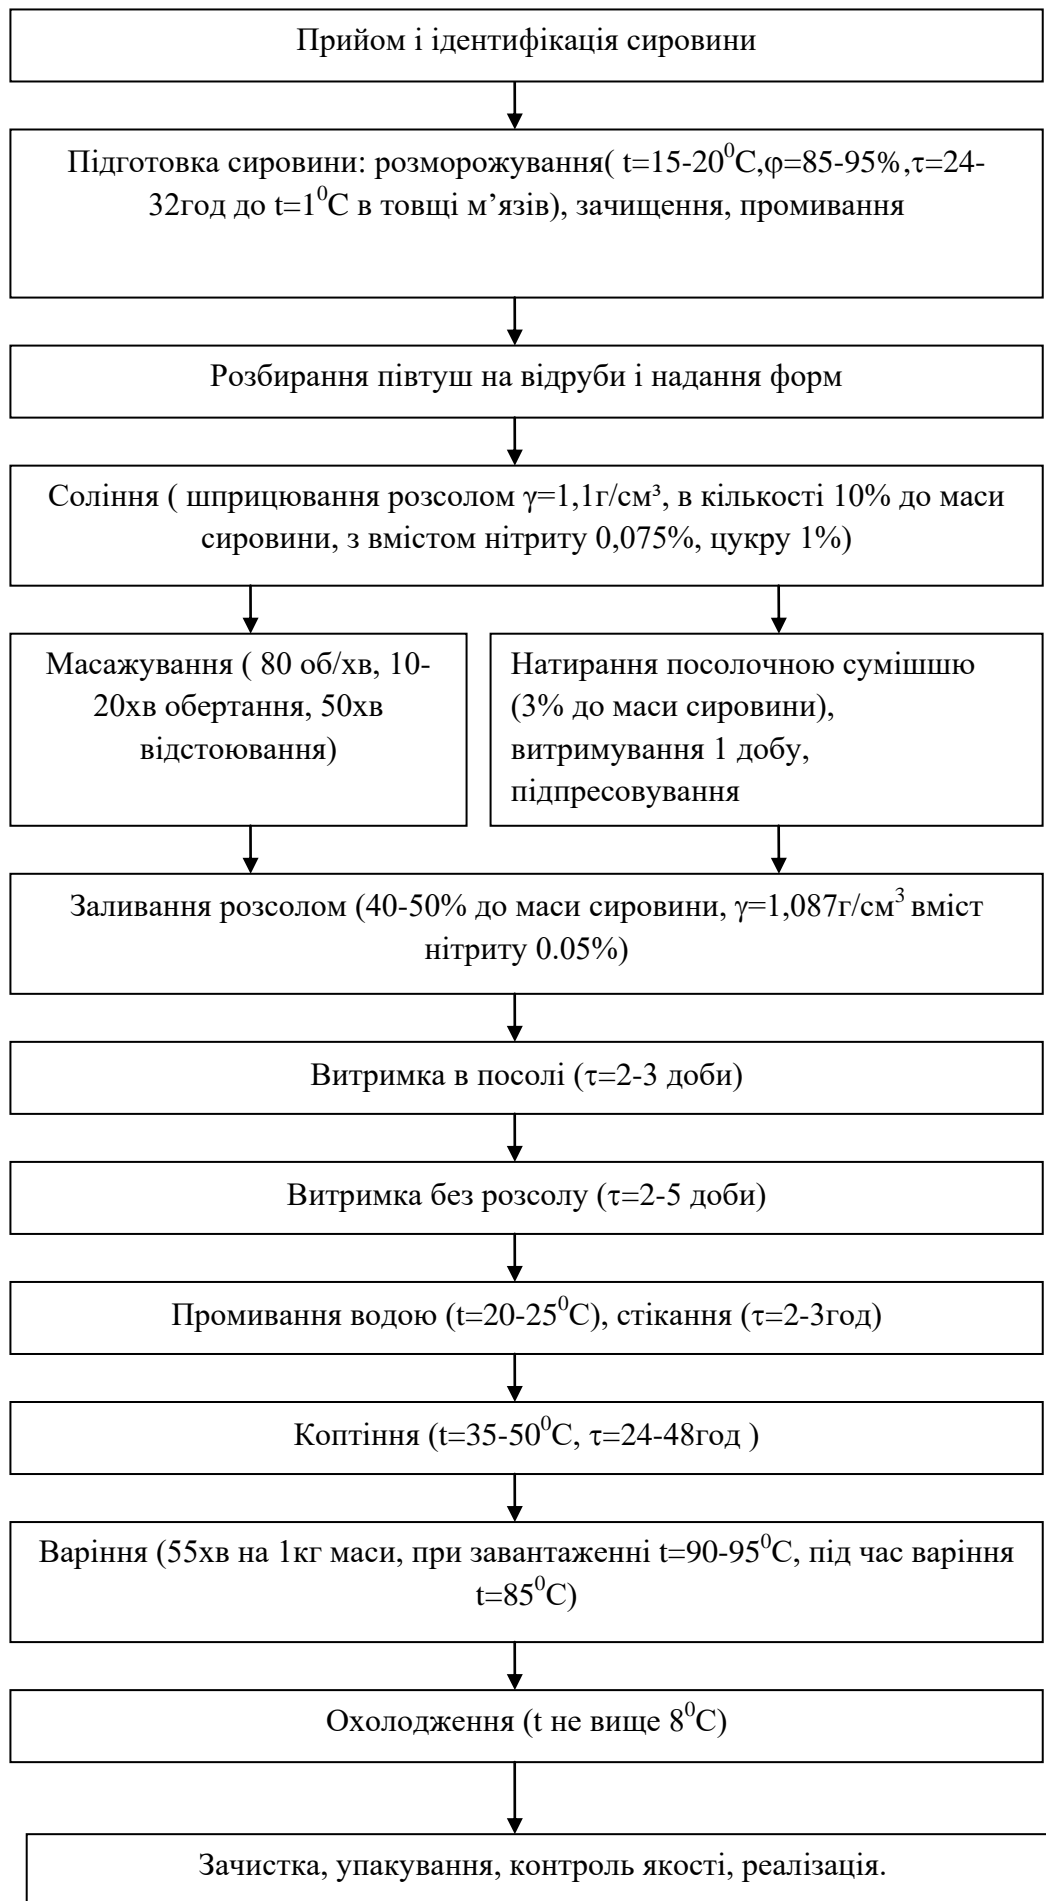 Прийом і ідентифікація сировини
Підготовка сировини: розморожування( t=15-20⁰С,φ=85-95%,τ=24-
32год до t=1⁰С в товщі м’язів), зачищення, промивання
Розбирання півтуш на відруби і надання форм
Соління ( шприцювання розсолом γ=1,1г/см³, в кількості 10% до маси
сировини, з вмістом нітриту 0,075%, цукру 1%)
Масажування ( 80 об/хв, 10-
20хв обертання, 50хв
відстоювання)
Натирання посолочною сумішшю
(3% до маси сировини),
витримування 1 добу,
підпресовування
Заливання розсолом (40-50% до маси сировини, γ=1,087г/см³ вміст
нітриту 0.05%)
Витримка в посолі (τ=2-3 доби)
Витримка без розсолу (τ=2-5 доби)
Промивання водою (t=20-25⁰С), стікання (τ=2-3год)
Коптіння (t=35-50⁰С, τ=24-48год )
Варіння (55хв на 1кг маси, при завантаженні t=90-95⁰С, під час варіння
t=85⁰С)
Охолодження (t не вище 8⁰С)
Зачистка, упакування, контроль якості, реалізація.